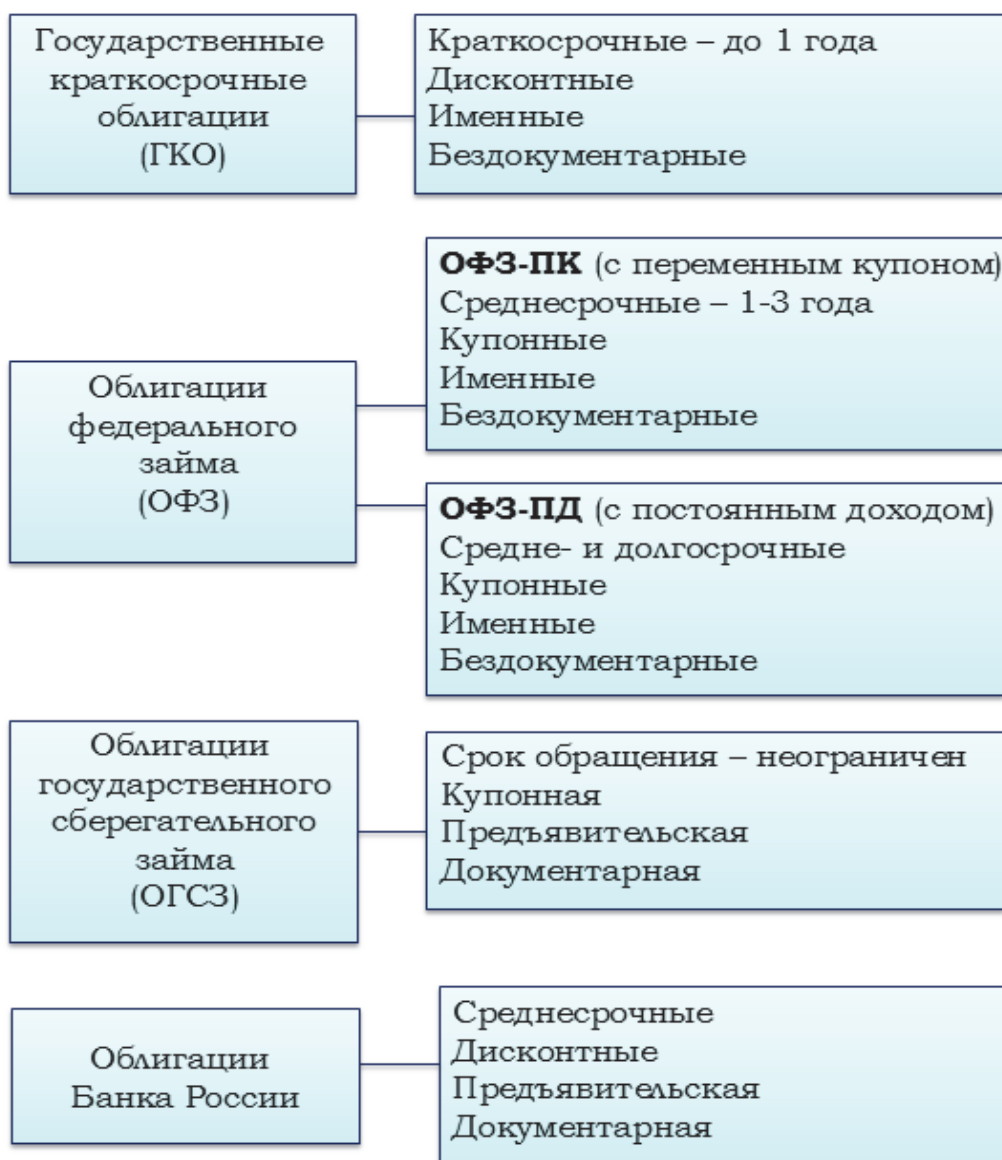 Государственные
краткосрочные
облигации
(ГКО)
Краткосрочные – до 1 года
Дисконтные
Именные
Бездокументарные
Облигации
федерального
займа
(ОФЗ)
ОФЗ-ПК (с переменным купоном)
Среднесрочные – 1-3 года
Купонные
Именные
Бездокументарные
ОФЗ-ПД (с постоянным доходом)
Средне- и долгосрочные
Купонные
Именные
Бездокументарные
Облигации
государственного
сберегательного
займа
(ОГСЗ)
Срок обращения – неограничен
Купонная
Предъявительская
Документарная
Облигации
Банка России
Среднесрочные
Дисконтные
Предъявительская
Документарная